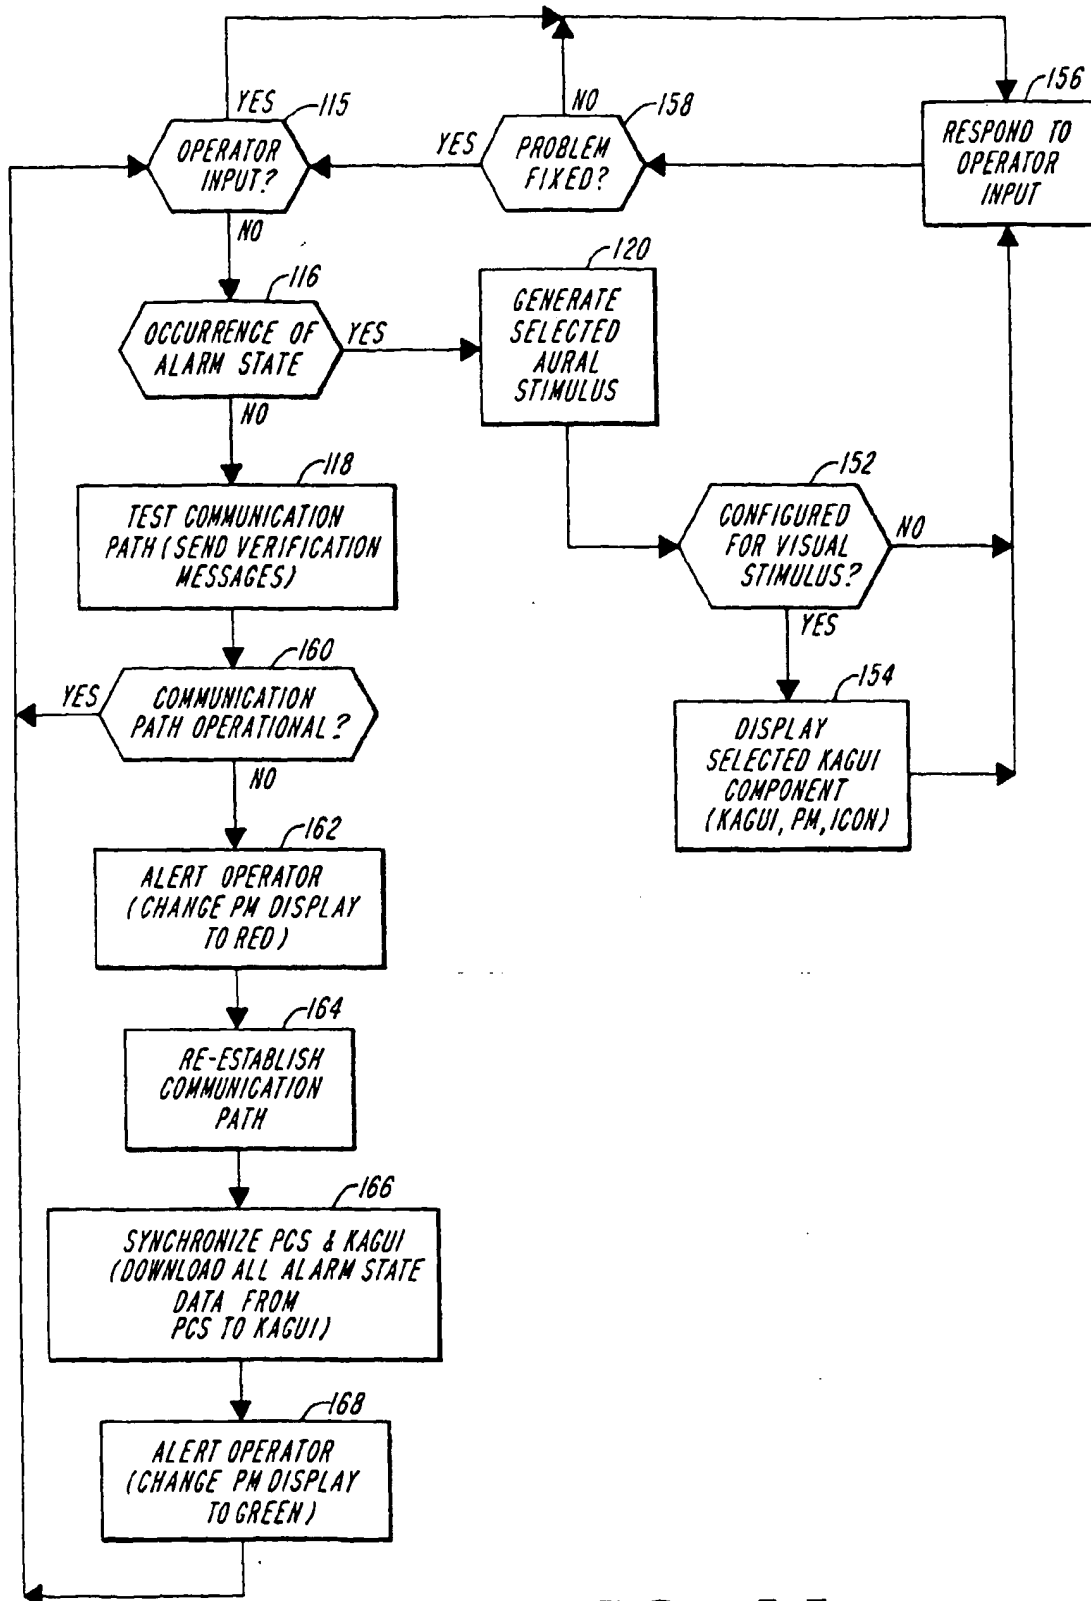 YES
115
OPERATOR
INPUT?
NO
YES
NO
158
PROBLEM
FIXED?
156
RESPOND TO
OPERATOR
INPUT
116
OCCURRENCE OF
ALARM STATE
YES
NO
120
GENERATE
SELECTED
AURAL
STIMULUS
118
TEST COMMUNICATION
PATH (SEND VERIFICATION
MESSAGES)
152
CONFIGURED
FOR VISUAL
STIMULUS?
NO
YES
160
YES
COMMUNICATION
PATH OPERATIONAL?
NO
154
DISPLAY
SELECTED KAGUI
COMPONENT
(KAGUI, PM, ICON)
162
ALERT OPERATOR
(CHANGE PM DISPLAY
TO RED)
164
RE-ESTABLISH
COMMUNICATION
PATH
166
SYNCHRONIZE PCS & KAGUI
(DOWNLOAD ALL ALARM STATE
DATA FROM
PCS TO KAGUI)
168
ALERT OPERATOR
(CHANGE PM DISPLAY
TO GREEN)